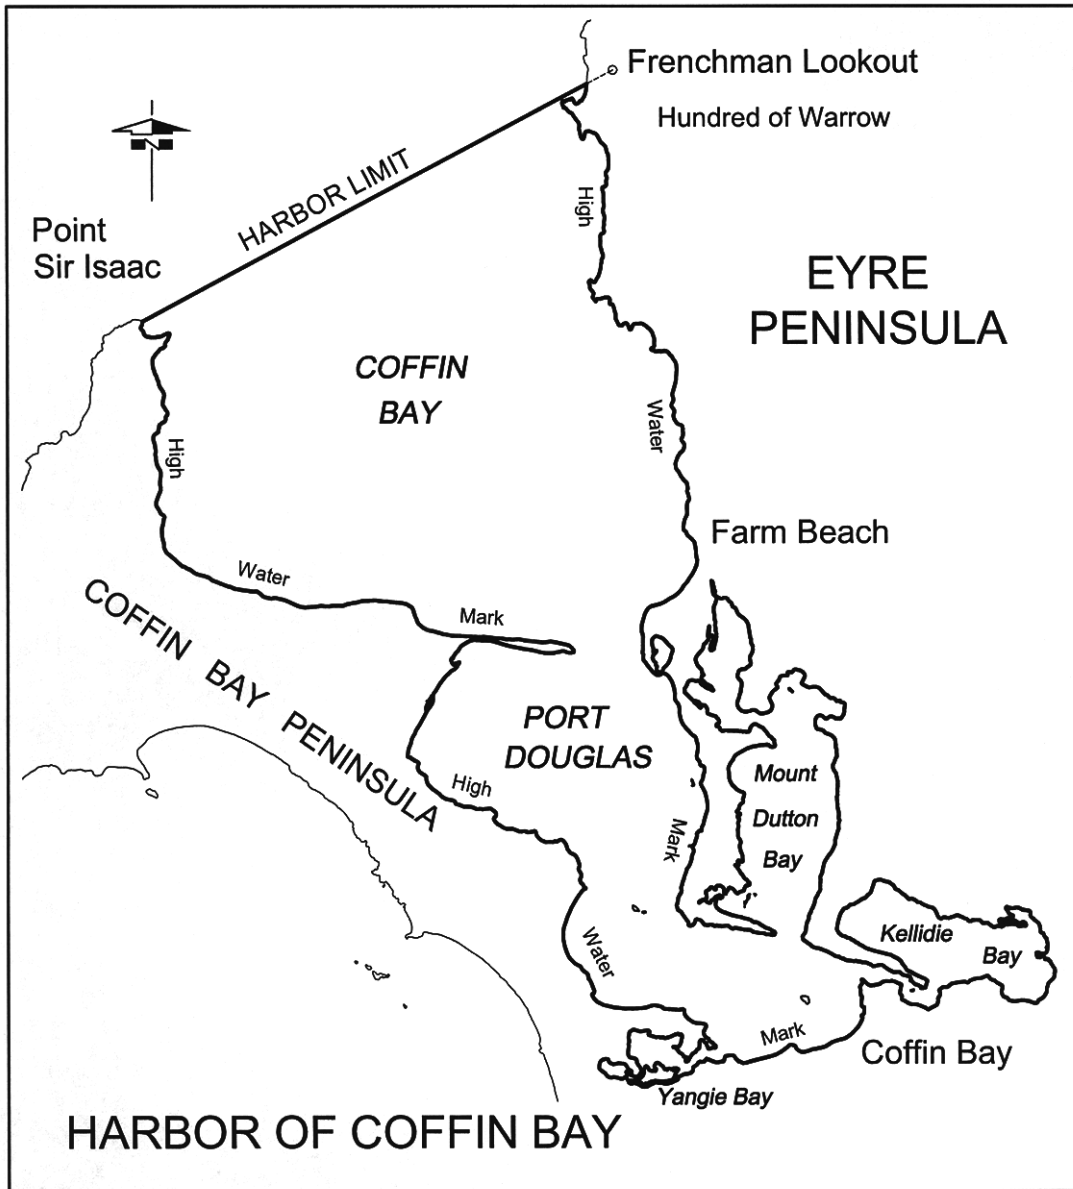 Frenchman Lookout
Hundred of Warrow
N
HARBOR LIMIT
Point
Sir Isaac
High
EYRE
PENINSULA
COFFIN
BAY
High
Water
Farm Beach
Water
Mark
COFFIN BAY PENINSULA
PORT
DOUGLAS
High
Mark
Mount
Dutton
Bay
Kellidie
Bay
Water
Mark
Coffin Bay
Yangie Bay
HARBOR OF COFFIN BAY